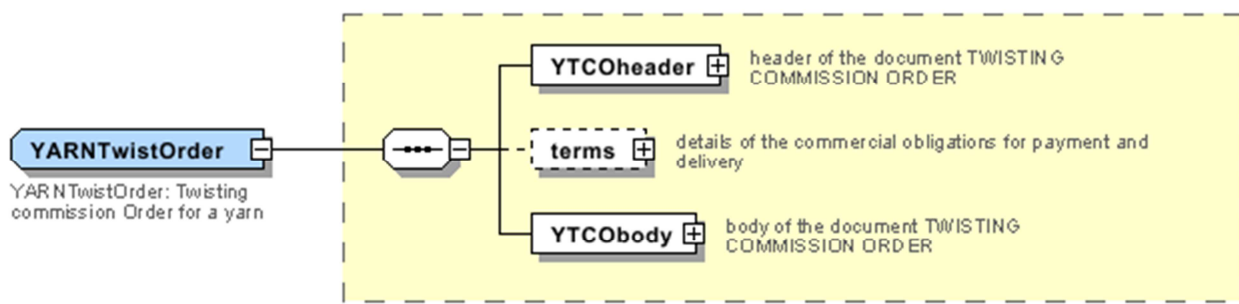 YTCOheader
header of the document TWISTING
COMMISSION ORDER
YARNTwistOrder
YARNTwistOrder: Twisting
commission Order for a yarn
terms
details of the commercial obligations for payment and
delivery
YTCObody
body of the document TWISTING
COMMISSION ORDER